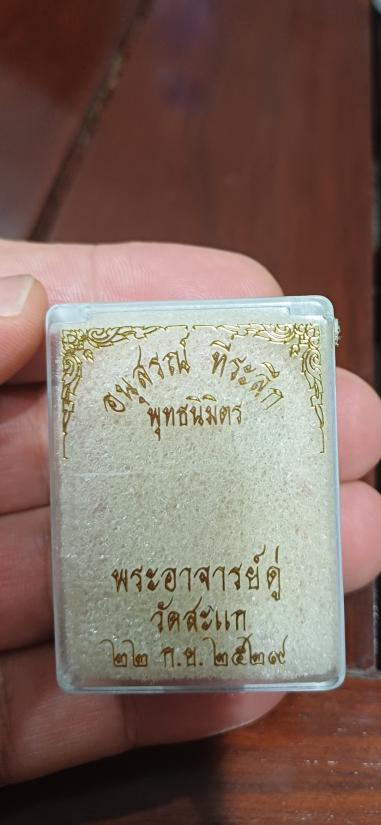 อนุสรณ์ ที่ระลึก
พุทธนิมิตร
พระอาจารย์ดู่
วัดสะแก
๒๒ ก.ย. ๒๕๒๙